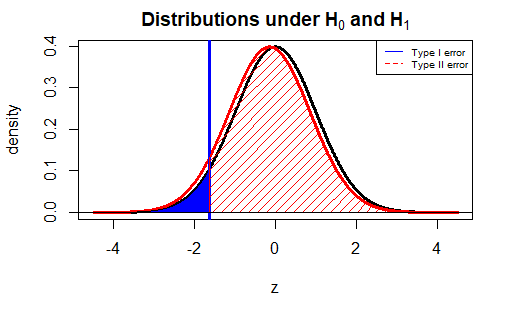 Distributions under H0 and H1
Type I error
Type II error
density
0.4
0.3
0.2
0.1
0.0
-4 -2 0 2 4
z